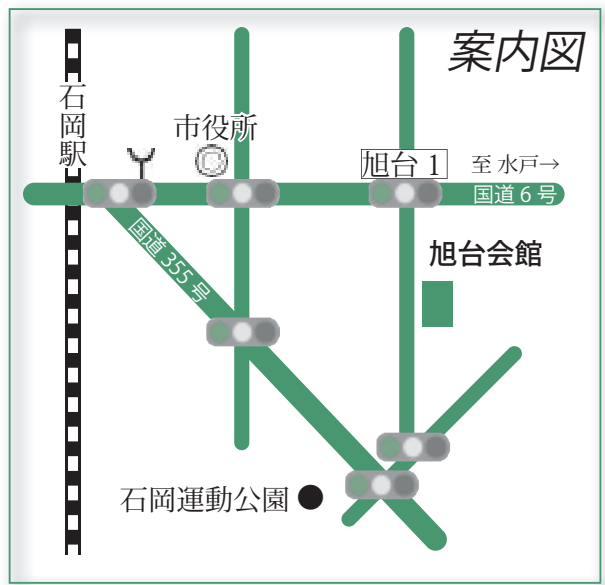 案内図
石岡駅
市役所
旭台 1
至 水戸→
国道 6 号
国道 355 号
旭台会館
石岡運動公園